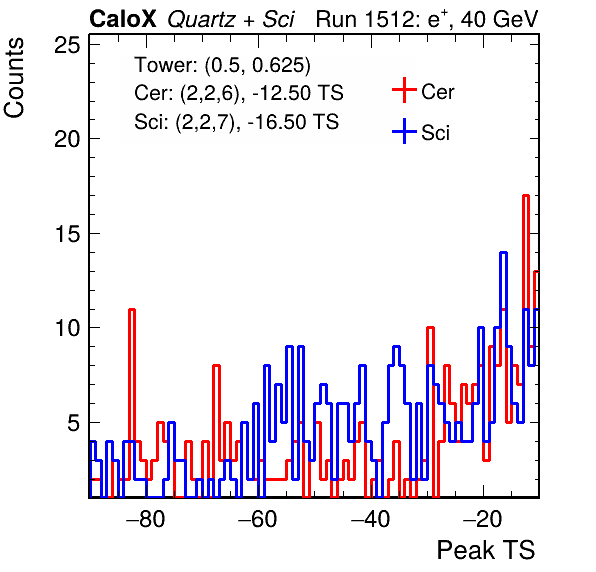 CaloX Quartz + Sci Run 1512: e⁺, 40 GeV
Counts
Tower: (0.5, 0.625)
Cer: (2,2,6), -12.50 TS
Sci: (2,2,7), -16.50 TS
Cer
Sci
25
20
15
10
5
−80 −60 −40 −20
Peak TS